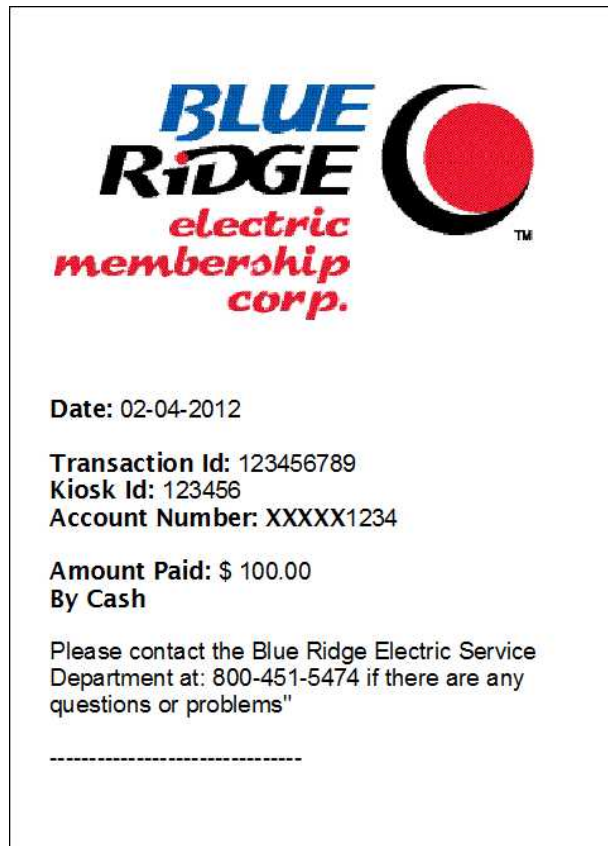 BLUE
RiDGE
electric
membership
corp.
TM
Date: 02-04-2012
Transaction Id: 123456789
Kiosk Id: 123456
Account Number: XXXXX1234
Amount Paid: $ 100.00
By Cash
Please contact the Blue Ridge Electric Service
Department at: 800-451-5474 if there are any
questions or problems"
--------------------------------